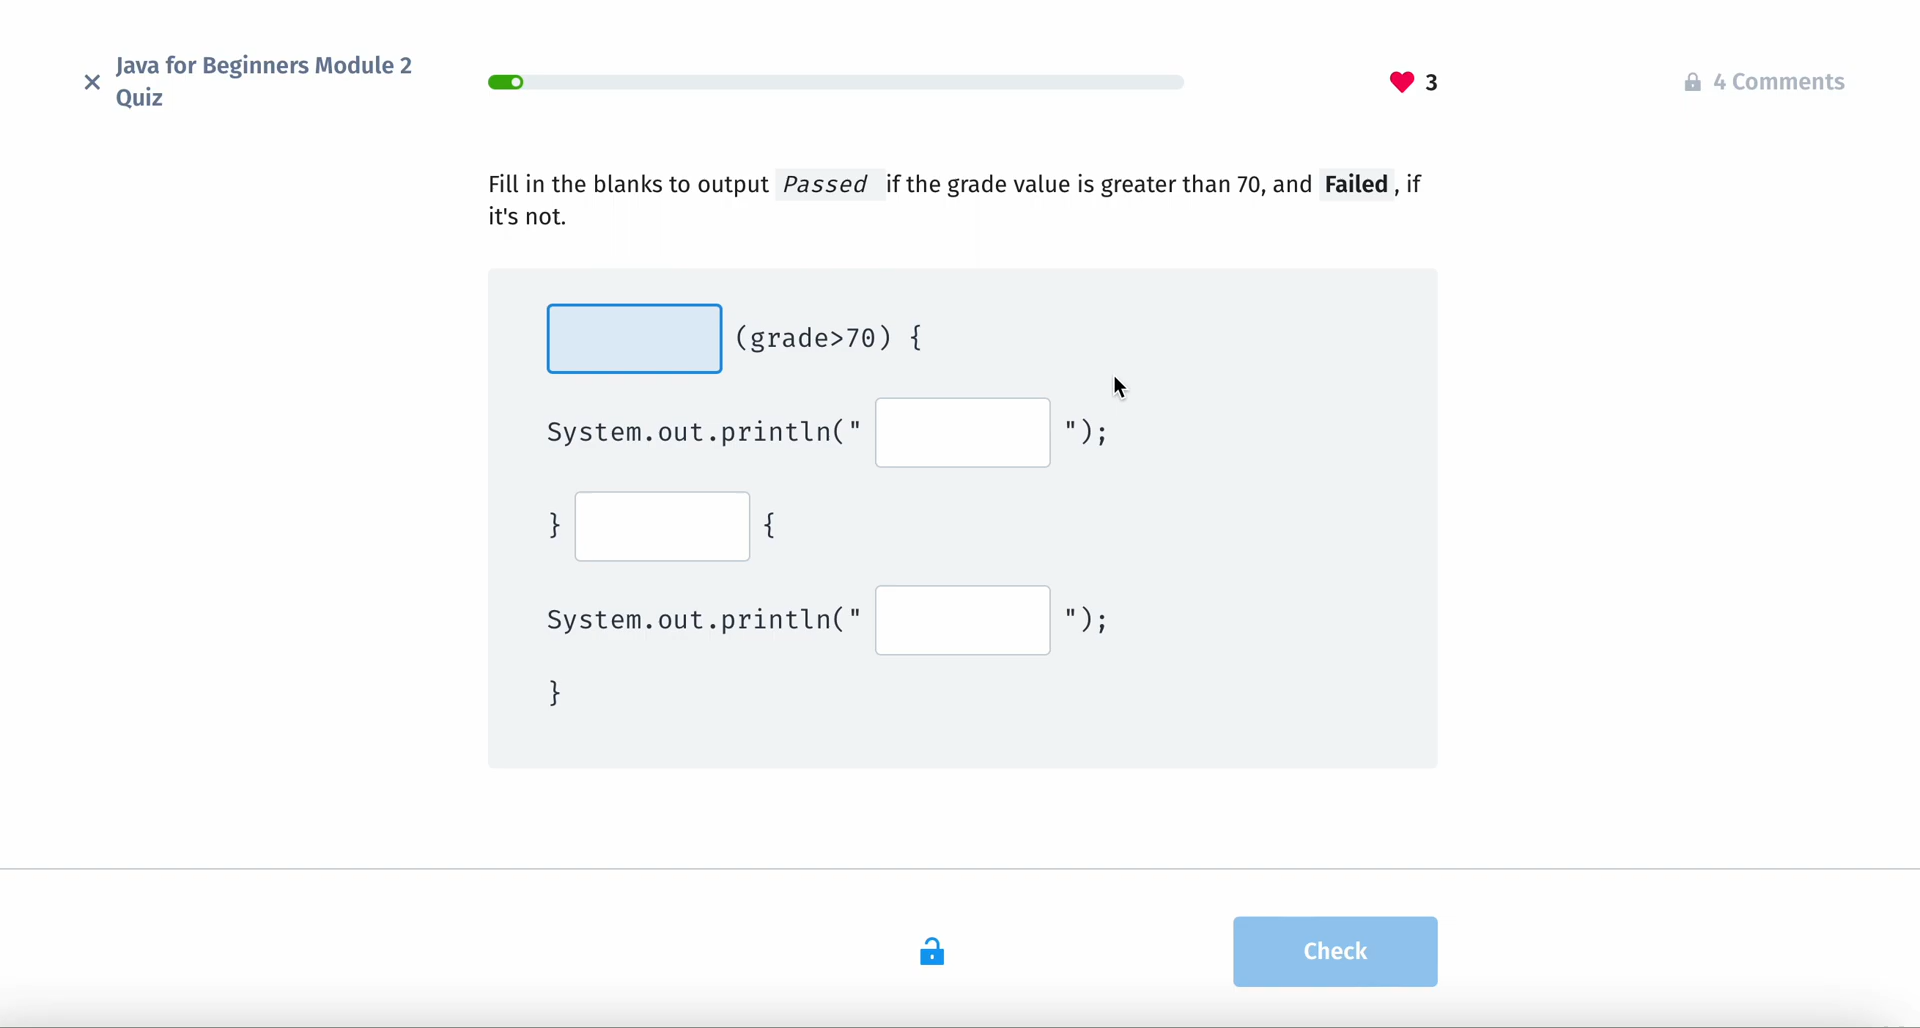 Java for Beginners Module 2
Quiz
3
4 Comments
Fill in the blanks to output Passed if the grade value is greater than 70, and Failed, if
it's not.
(grade>70) {
System.out.println(" ");
} {
System.out.println(" ");
}
Check